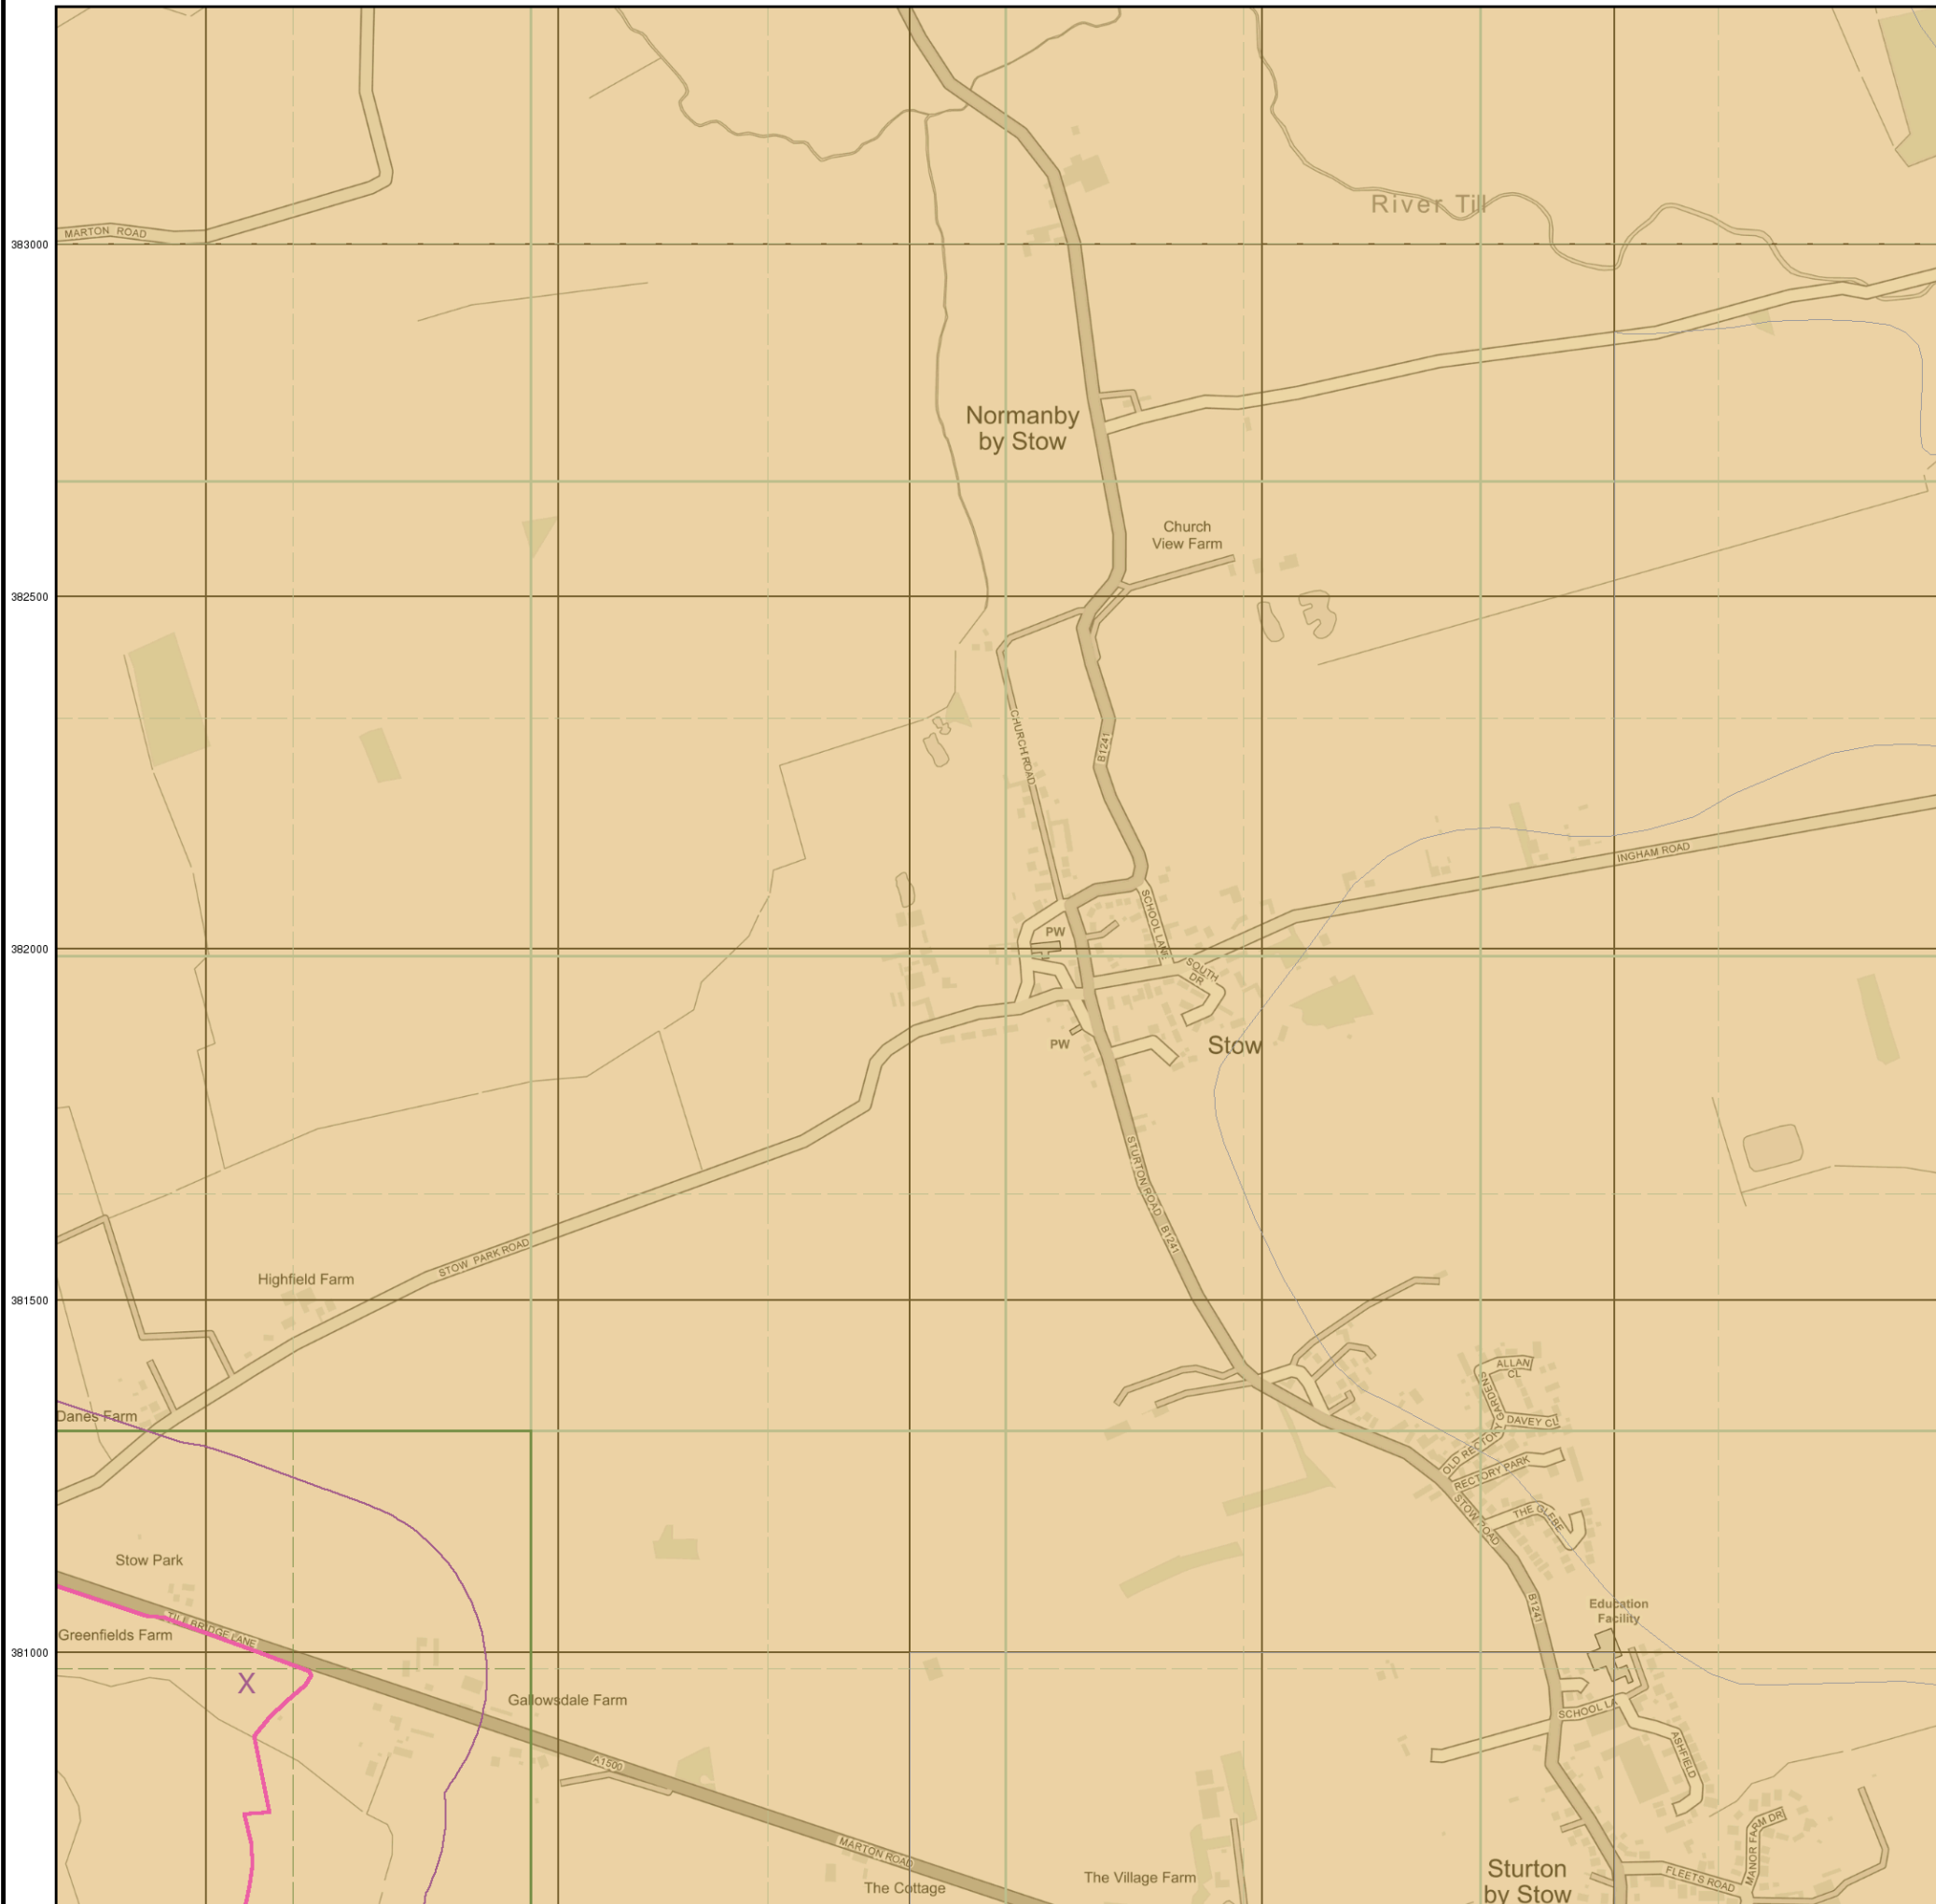 River Till
MARTON ROAD
383000
Normanby
by Stow
Church
View Farm
382500
CHURCH ROAD
B1241
INGHAM ROAD
SCHOOL LANE
PW
382000
SOUTH
DR
PW
Stow
STURTON ROAD
B1241
STOW PARK ROAD
Highfield Farm
381500
ALLAN
CL
OLD RECTORY GARDENS
DAVEY CL
Danes Farm
RECTORY PARK
THE GLEBE
STOW ROAD
Stow Park
B1241
Education
Facility
TILLBRIDGE LANE
Greenfields Farm
381000
X
Gallowsdale Farm
SCHOOL LA
ASHFIELD
A1500
MANOR FARM DR
MARTON ROAD
The Village Farm
The Cottage
Sturton
by Stow
FLEETS ROAD